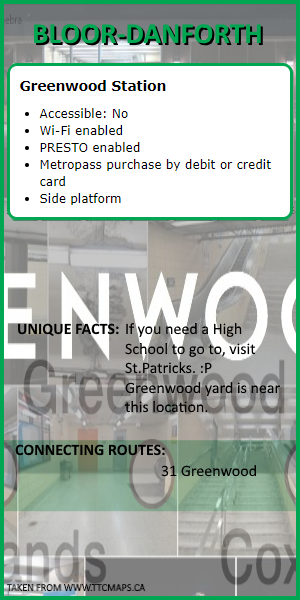 BLOOR-DANFORTH
Greenwood Station
• Accessible: No
• Wi-Fi enabled
• PRESTO enabled
• Metropass purchase by debit or credit
card
• Side platform
ENWO
UNIQUE FACTS: If you need a High
School to go to, visit
St.Patricks. :P
Greenwood yard is near
this location.
Greenwood
CONNECTING ROUTES:
31 Greenwood
ands
Cox
TAKEN FROM WWW.TTCMAPS.CA